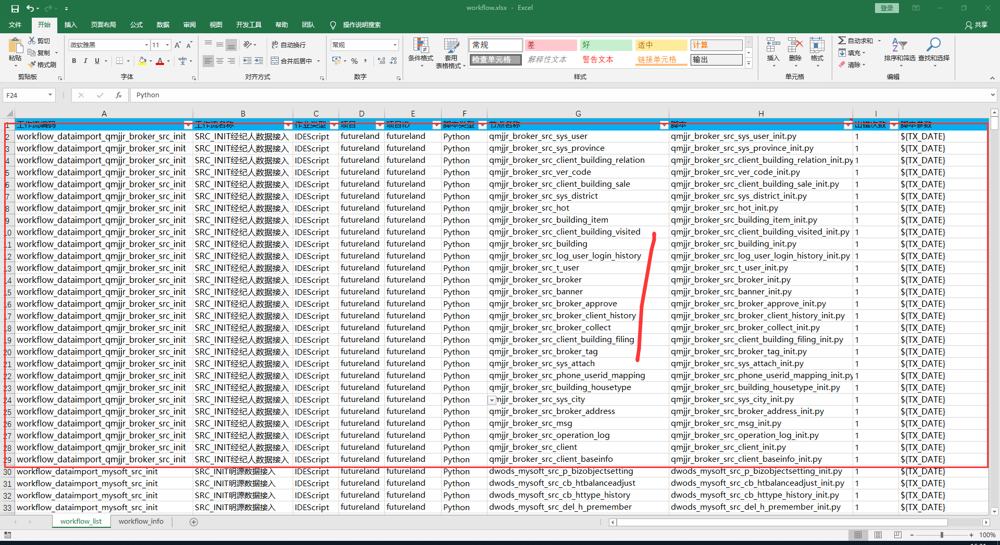 workflow.xlsx - Excel
登录
文件 开始 插入 页面布局 公式 数据 审阅 视图 开发工具 帮助 团队 操作说明搜索 共享
粘贴 剪切 复制 格式刷 剪贴板
微软雅黑 11 B I U A wén 字体
ab 自动换行 合并后居中 对齐方式
常规 % 数字
条件格式 套用表格格式
常规 差 好 适中 计算
检查单元格 解释性文本 警告文本 链接单元格 输出
样式
插入 删除 格式 单元格
自动求和 填充 清除 排序和筛选 查找和选择 编辑
F24 fx Python
A B C D E F G H I
1 工作流编码 工作流名称 作业类型 项目 项目ID 脚本类型 节点名称 脚本 出错次数 脚本参数
2 workflow_dataimport_qmjjr_broker_src_init SRC_INIT经纪人数据接入 IDEScript futureland futureland Python qmjjr_broker_src_sys_user qmjjr_broker_src_sys_user_init.py 1 ${TX_DATE}
3 workflow_dataimport_qmjjr_broker_src_init SRC_INIT经纪人数据接入 IDEScript futureland futureland Python qmjjr_broker_src_sys_province qmjjr_broker_src_sys_province_init.py 1 ${TX_DATE}
4 workflow_dataimport_qmjjr_broker_src_init SRC_INIT经纪人数据接入 IDEScript futureland futureland Python qmjjr_broker_src_client_building_relation qmjjr_broker_src_client_building_relation_init.py 1 ${TX_DATE}
5 workflow_dataimport_qmjjr_broker_src_init SRC_INIT经纪人数据接入 IDEScript futureland futureland Python qmjjr_broker_src_ver_code qmjjr_broker_src_ver_code_init.py 1 ${TX_DATE}
6 workflow_dataimport_qmjjr_broker_src_init SRC_INIT经纪人数据接入 IDEScript futureland futureland Python qmjjr_broker_src_client_building_sale qmjjr_broker_src_client_building_sale_init.py 1 ${TX_DATE}
7 workflow_dataimport_qmjjr_broker_src_init SRC_INIT经纪人数据接入 IDEScript futureland futureland Python qmjjr_broker_src_sys_district qmjjr_broker_src_sys_district_init.py 1 ${TX_DATE}
8 workflow_dataimport_qmjjr_broker_src_init SRC_INIT经纪人数据接入 IDEScript futureland futureland Python qmjjr_broker_src_hot qmjjr_broker_src_hot_init.py 1 ${TX_DATE}
9 workflow_dataimport_qmjjr_broker_src_init SRC_INIT经纪人数据接入 IDEScript futureland futureland Python qmjjr_broker_src_building_item qmjjr_broker_src_building_item_init.py 1 ${TX_DATE}
10 workflow_dataimport_qmjjr_broker_src_init SRC_INIT经纪人数据接入 IDEScript futureland futureland Python qmjjr_broker_src_client_building_visited qmjjr_broker_src_client_building_visited_init.py 1 ${TX_DATE}
11 workflow_dataimport_qmjjr_broker_src_init SRC_INIT经纪人数据接入 IDEScript futureland futureland Python qmjjr_broker_src_building qmjjr_broker_src_building_init.py 1 ${TX_DATE}
12 workflow_dataimport_qmjjr_broker_src_init SRC_INIT经纪人数据接入 IDEScript futureland futureland Python qmjjr_broker_src_log_user_login_history qmjjr_broker_src_log_user_login_history_init.py 1 ${TX_DATE}
13 workflow_dataimport_qmjjr_broker_src_init SRC_INIT经纪人数据接入 IDEScript futureland futureland Python qmjjr_broker_src_t_user qmjjr_broker_src_t_user_init.py 1 ${TX_DATE}
14 workflow_dataimport_qmjjr_broker_src_init SRC_INIT经纪人数据接入 IDEScript futureland futureland Python qmjjr_broker_src_broker qmjjr_broker_src_broker_init.py 1 ${TX_DATE}
15 workflow_dataimport_qmjjr_broker_src_init SRC_INIT经纪人数据接入 IDEScript futureland futureland Python qmjjr_broker_src_banner qmjjr_broker_src_banner_init.py 1 ${TX_DATE}
16 workflow_dataimport_qmjjr_broker_src_init SRC_INIT经纪人数据接入 IDEScript futureland futureland Python qmjjr_broker_src_broker_approve qmjjr_broker_src_broker_approve_init.py 1 ${TX_DATE}
17 workflow_dataimport_qmjjr_broker_src_init SRC_INIT经纪人数据接入 IDEScript futureland futureland Python qmjjr_broker_src_broker_client_history qmjjr_broker_src_broker_client_history_init.py 1 ${TX_DATE}
18 workflow_dataimport_qmjjr_broker_src_init SRC_INIT经纪人数据接入 IDEScript futureland futureland Python qmjjr_broker_src_broker_collect qmjjr_broker_src_broker_collect_init.py 1 ${TX_DATE}
19 workflow_dataimport_qmjjr_broker_src_init SRC_INIT经纪人数据接入 IDEScript futureland futureland Python qmjjr_broker_src_client_building_filing qmjjr_broker_src_client_building_filing_init.py 1 ${TX_DATE}
20 workflow_dataimport_qmjjr_broker_src_init SRC_INIT经纪人数据接入 IDEScript futureland futureland Python qmjjr_broker_src_broker_tag qmjjr_broker_src_broker_tag_init.py 1 ${TX_DATE}
21 workflow_dataimport_qmjjr_broker_src_init SRC_INIT经纪人数据接入 IDEScript futureland futureland Python qmjjr_broker_src_sys_attach qmjjr_broker_src_sys_attach_init.py 1 ${TX_DATE}
22 workflow_dataimport_qmjjr_broker_src_init SRC_INIT经纪人数据接入 IDEScript futureland futureland Python qmjjr_broker_src_phone_userid_mapping qmjjr_broker_src_phone_userid_mapping_init.py 1 ${TX_DATE}
23 workflow_dataimport_qmjjr_broker_src_init SRC_INIT经纪人数据接入 IDEScript futureland futureland Python qmjjr_broker_src_building_housetype qmjjr_broker_src_building_housetype_init.py 1 ${TX_DATE}
24 workflow_dataimport_qmjjr_broker_src_init SRC_INIT经纪人数据接入 IDEScript futureland futureland Python mjjr_broker_src_sys_city qmjjr_broker_src_sys_city_init.py 1 ${TX_DATE}
25 workflow_dataimport_qmjjr_broker_src_init SRC_INIT经纪人数据接入 IDEScript futureland futureland Python qmjjr_broker_src_broker_address qmjjr_broker_src_broker_address_init.py 1 ${TX_DATE}
26 workflow_dataimport_qmjjr_broker_src_init SRC_INIT经纪人数据接入 IDEScript futureland futureland Python qmjjr_broker_src_msg qmjjr_broker_src_msg_init.py 1 ${TX_DATE}
27 workflow_dataimport_qmjjr_broker_src_init SRC_INIT经纪人数据接入 IDEScript futureland futureland Python qmjjr_broker_src_operation_log qmjjr_broker_src_operation_log_init.py 1 ${TX_DATE}
28 workflow_dataimport_qmjjr_broker_src_init SRC_INIT经纪人数据接入 IDEScript futureland futureland Python qmjjr_broker_src_client qmjjr_broker_src_client_init.py 1 ${TX_DATE}
29 workflow_dataimport_qmjjr_broker_src_init SRC_INIT经纪人数据接入 IDEScript futureland futureland Python qmjjr_broker_src_client_baseinfo qmjjr_broker_src_client_baseinfo_init.py 1 ${TX_DATE}
30 workflow_dataimport_mysoft_src_init SRC_INIT明源数据接入 IDEScript futureland futureland Python dwods_mysoft_src_p_bizobjectsetting dwods_mysoft_src_p_bizobjectsetting_init.py 1 ${TX_DATE}
31 workflow_dataimport_mysoft_src_init SRC_INIT明源数据接入 IDEScript futureland futureland Python dwods_mysoft_src_cb_htbalanceadjust dwods_mysoft_src_cb_htbalanceadjust_init.py 1 ${TX_DATE}
32 workflow_dataimport_mysoft_src_init SRC_INIT明源数据接入 IDEScript futureland futureland Python dwods_mysoft_src_cb_httype_history dwods_mysoft_src_cb_httype_history_init.py 1 ${TX_DATE}
33 workflow_dataimport_mysoft_src_init SRC_INIT明源数据接入 IDEScript futureland futureland Python dwods_mysoft_src_del_h_premember dwods_mysoft_src_del_h_premember_init.py 1 ${TX_DATE}
workflow_list workflow_info
100%